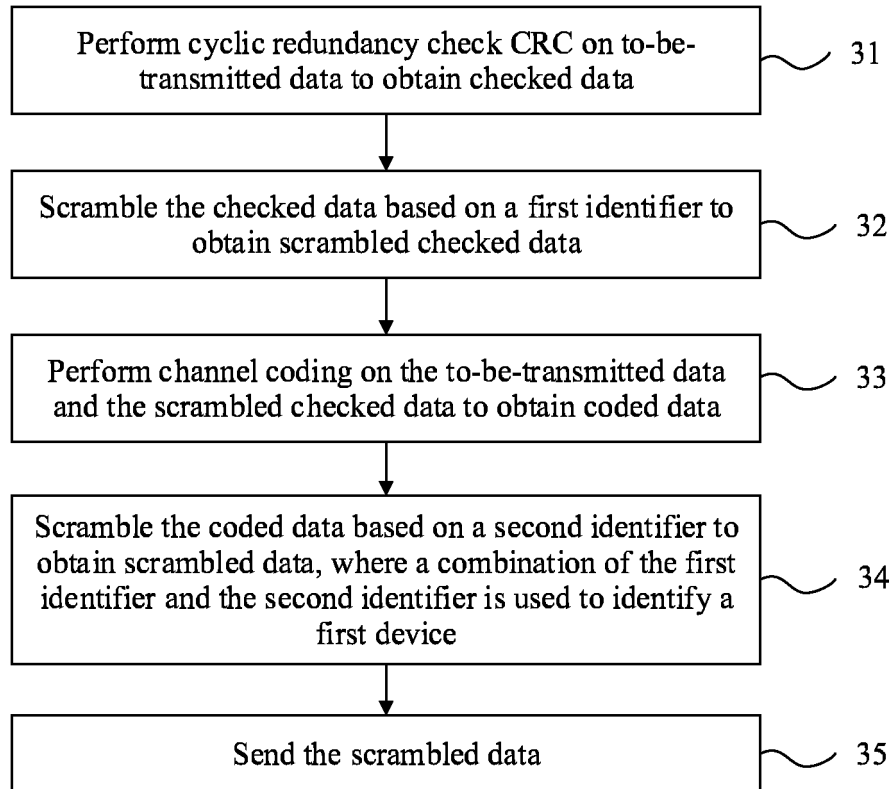 Perform cyclic redundancy check CRC on to-be-
transmitted data to obtain checked data
31
Scramble the checked data based on a first identifier to
obtain scrambled checked data
32
Perform channel coding on the to-be-transmitted data
and the scrambled checked data to obtain coded data
33
Scramble the coded data based on a second identifier to
obtain scrambled data, where a combination of the first
identifier and the second identifier is used to identify a
first device
34
Send the scrambled data
35